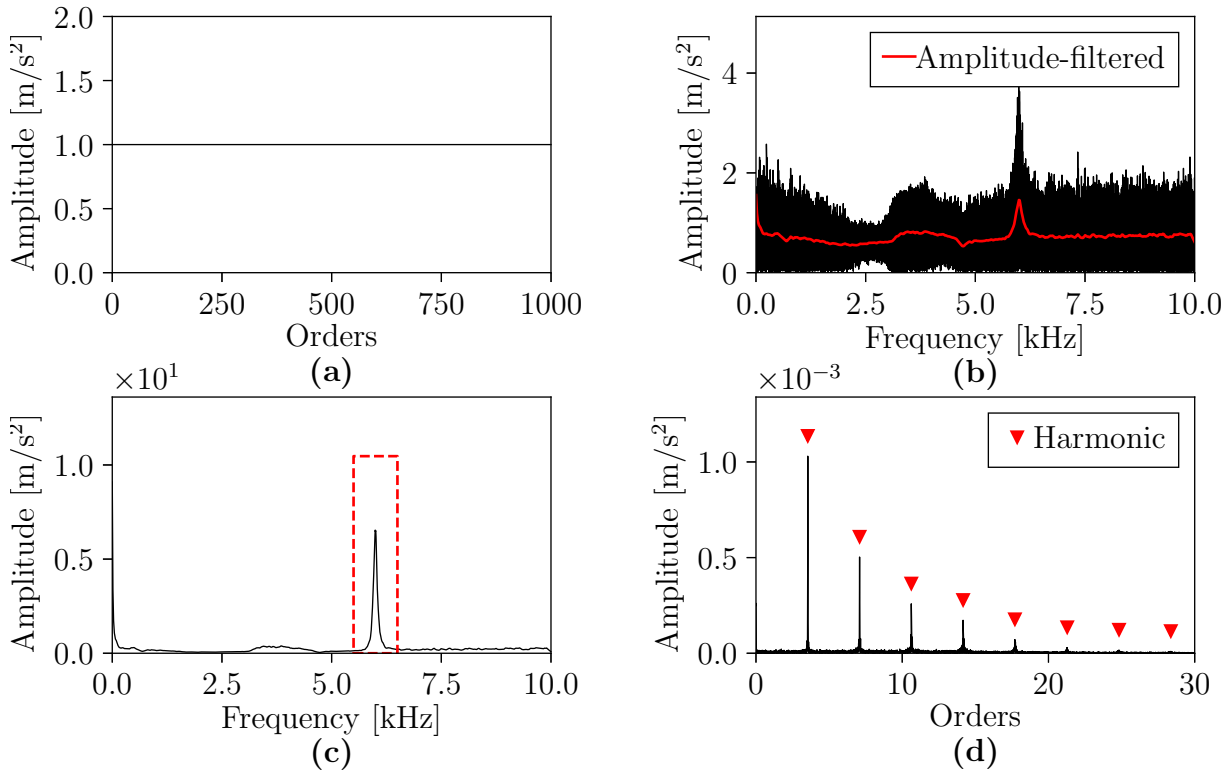 2.0
1.5
1.0
0.5
0.0
Amplitude [m/s²]
0 250 500 750 1000
Orders
(a)
4
2
0
Amplitude [m/s²]
Amplitude-filtered
0.0 2.5 5.0 7.5 10.0
Frequency [kHz]
(b)
×10¹
1.0
0.5
0.0
Amplitude [m/s²]
0.0 2.5 5.0 7.5 10.0
Frequency [kHz]
(c)
×10⁻³
1.0
0.5
0.0
Amplitude [m/s²]
Harmonic
0 10 20 30
Orders
(d)